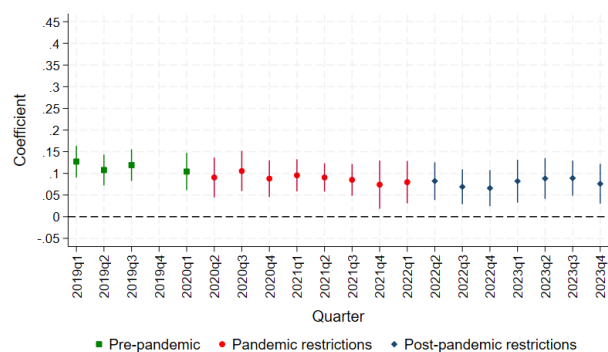 Coefficient
.45
.4
.35
.3
.25
.2
.15
.1
.05
0
-.05
2019q1
2019q2
2019q3
2019q4
2020q1
2020q2
2020q3
2020q4
2021q1
2021q2
2021q3
2021q4
2022q1
2022q2
2022q3
2022q4
2023q1
2023q2
2023q3
2023q4
Quarter
Pre-pandemic Pandemic restrictions Post-pandemic restrictions